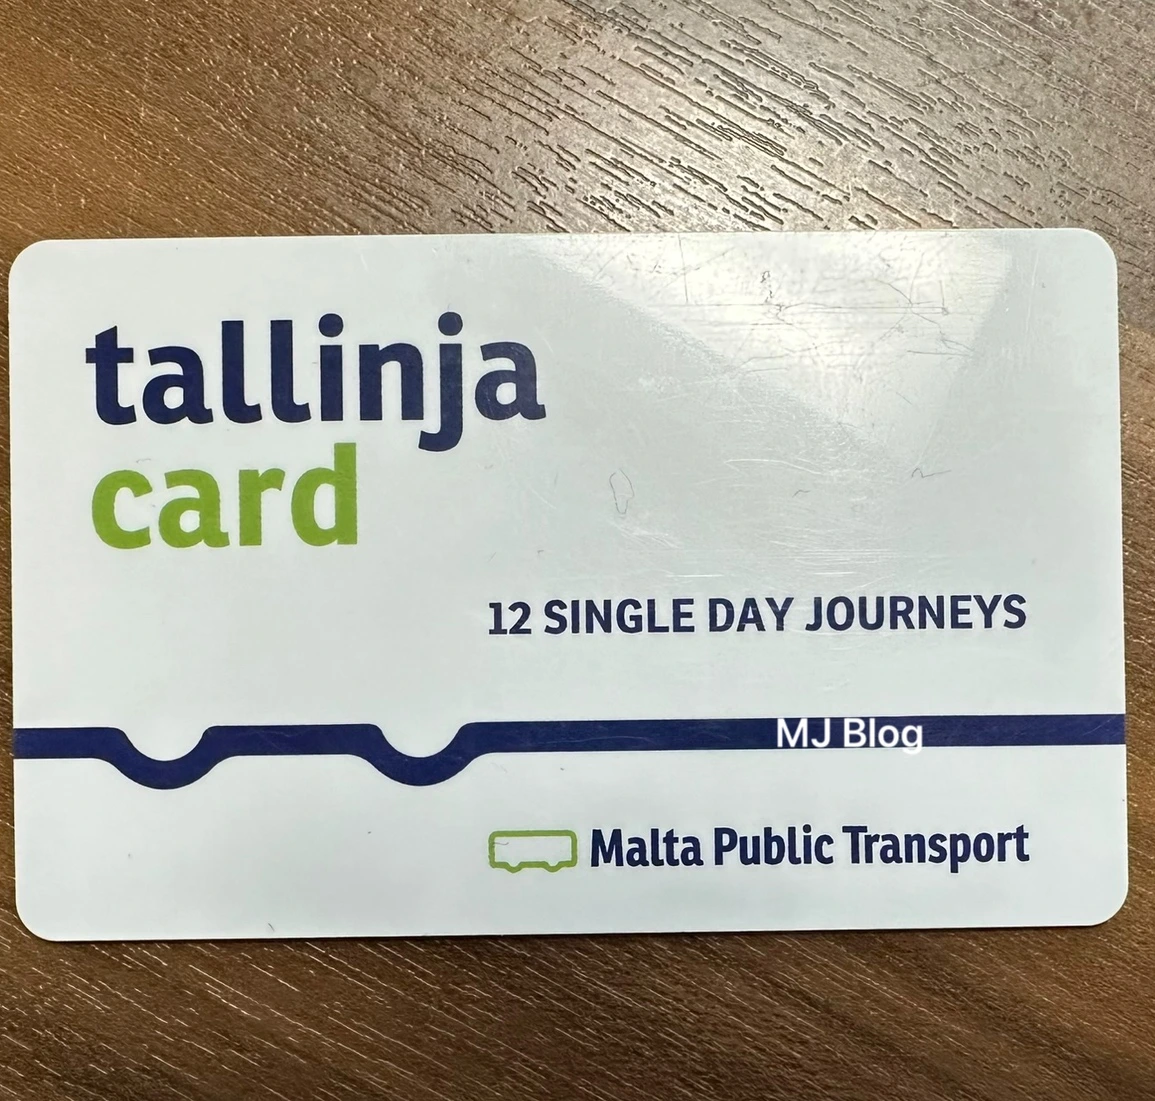 tallinja
card
12 SINGLE DAY JOURNEYS
MJ Blog
Malta Public Transport